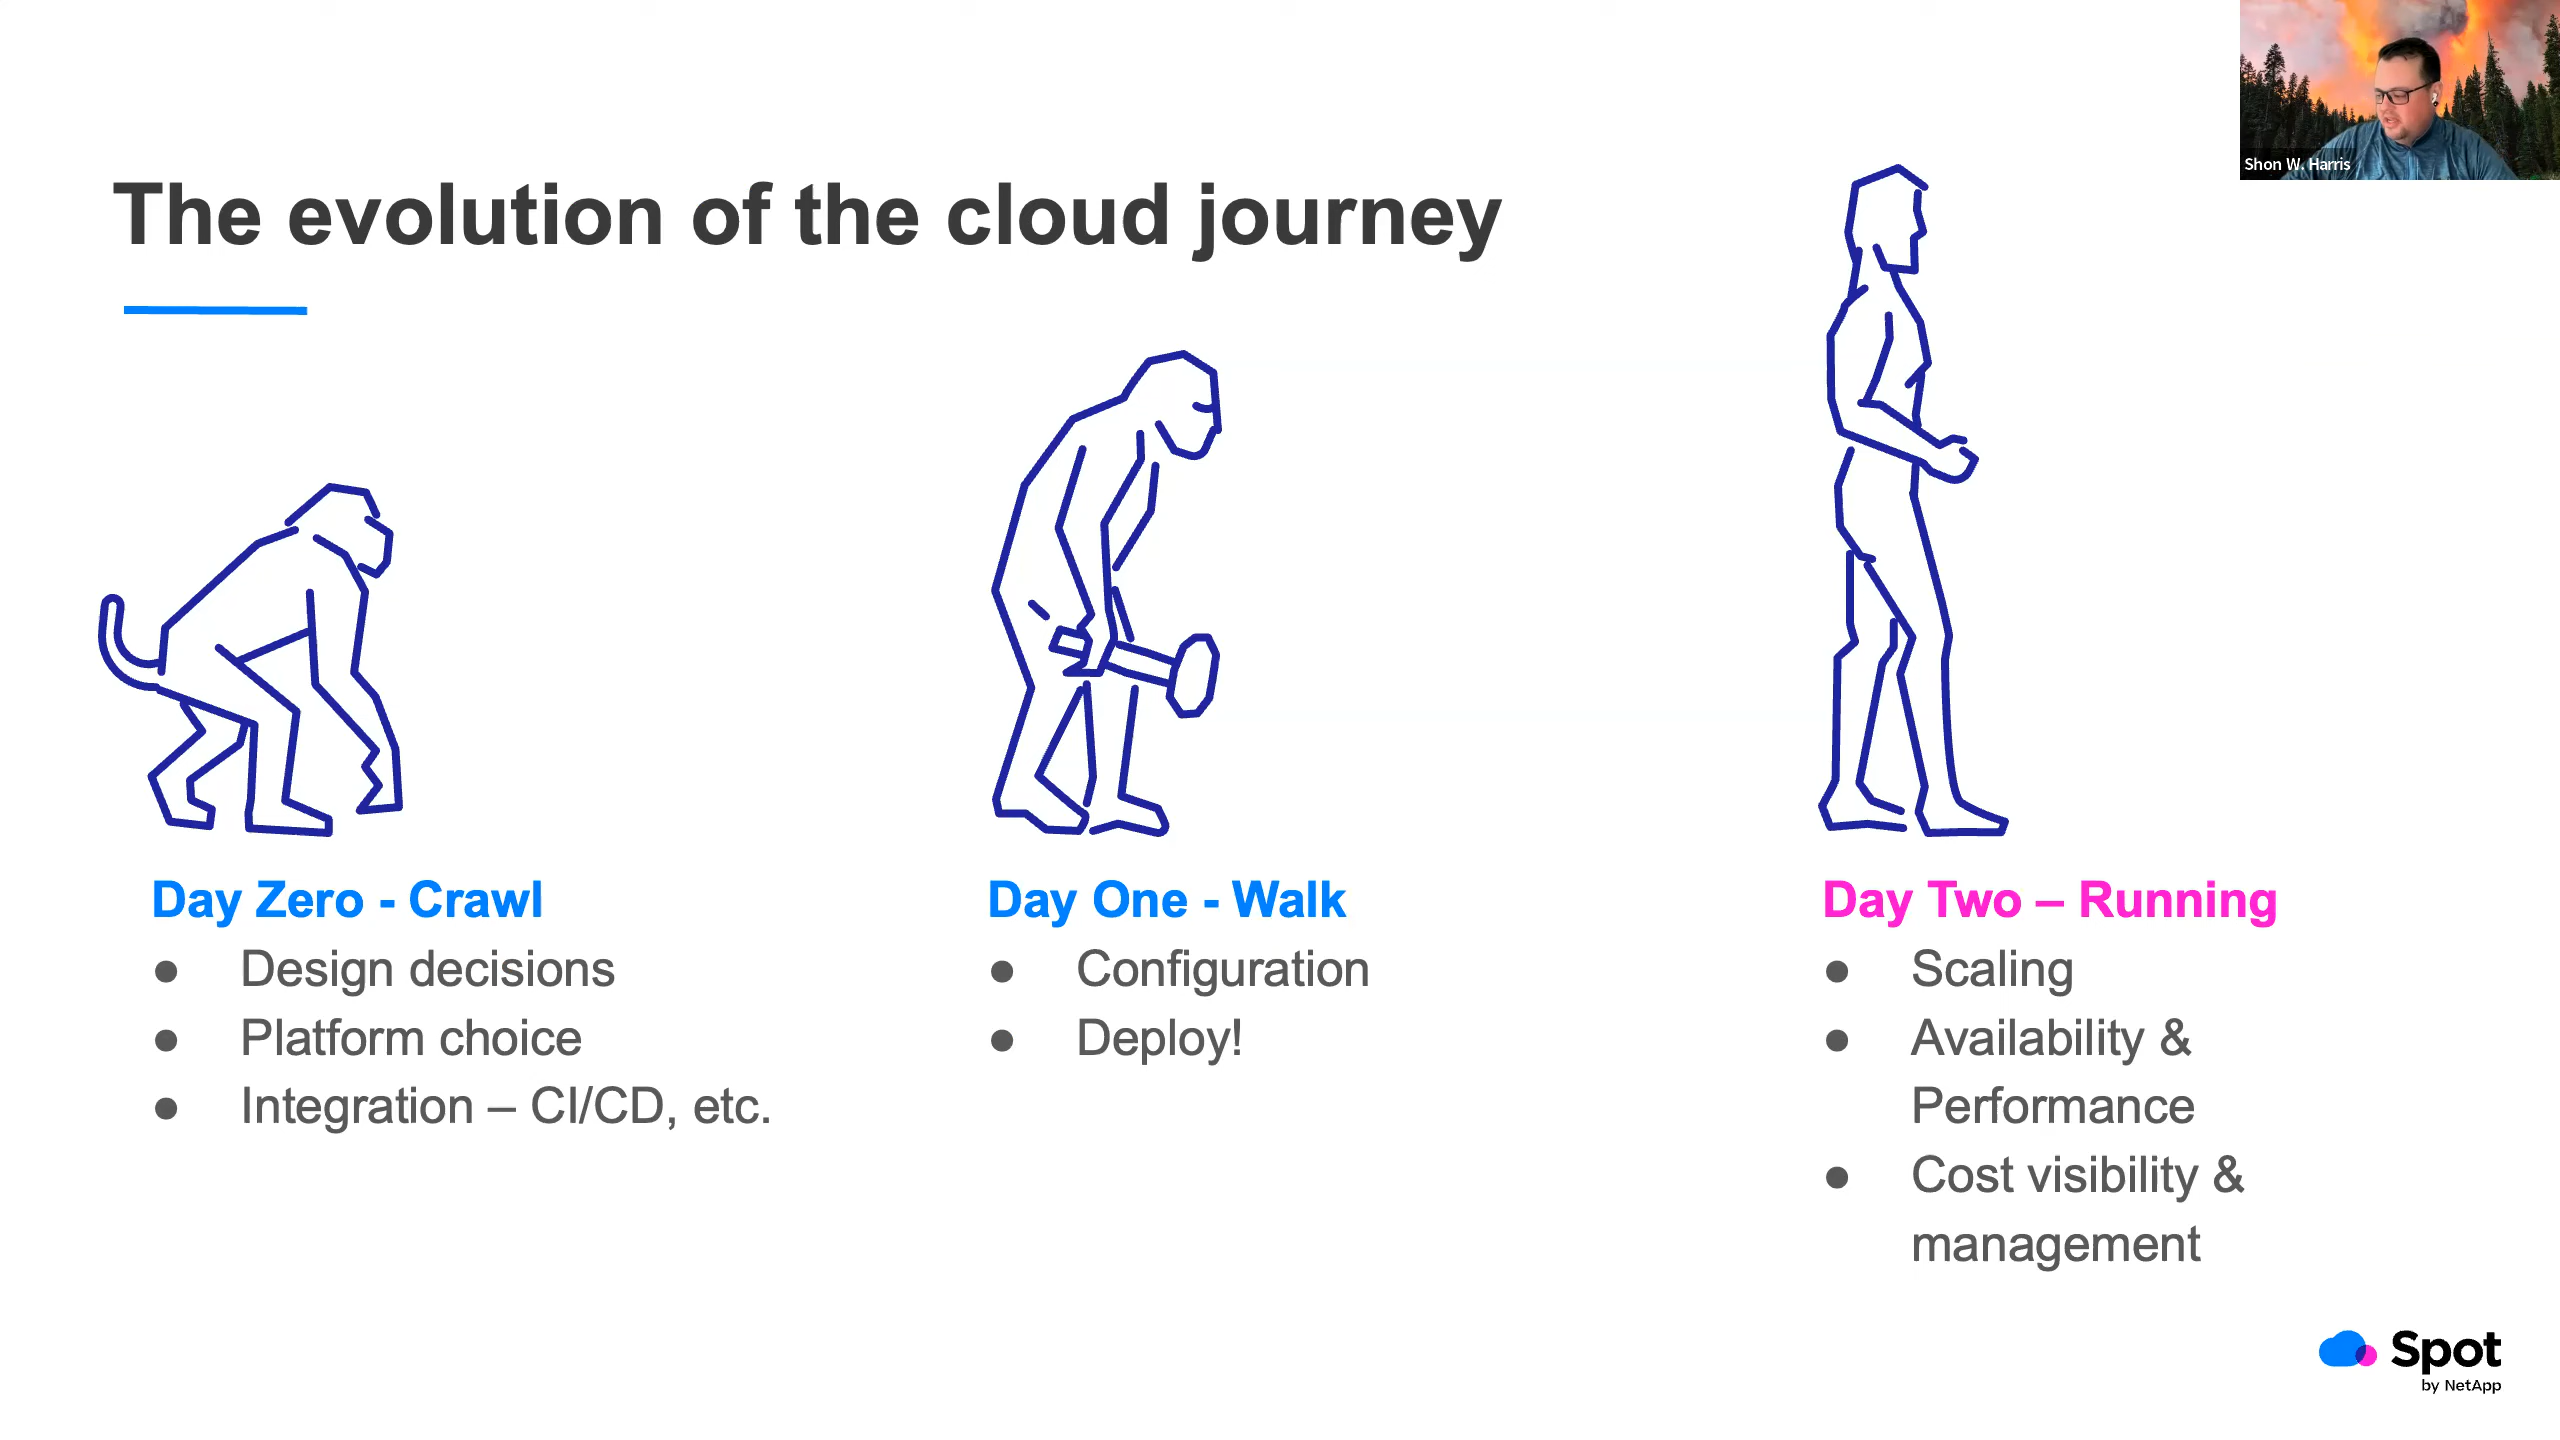 Shon W. Harris
The evolution of the cloud journey
Day Zero - Crawl
● Design decisions
● Platform choice
● Integration – CI/CD, etc.
Day One - Walk
● Configuration
● Deploy!
Day Two – Running
● Scaling
● Availability &
Performance
● Cost visibility &
management
Spot
by NetApp